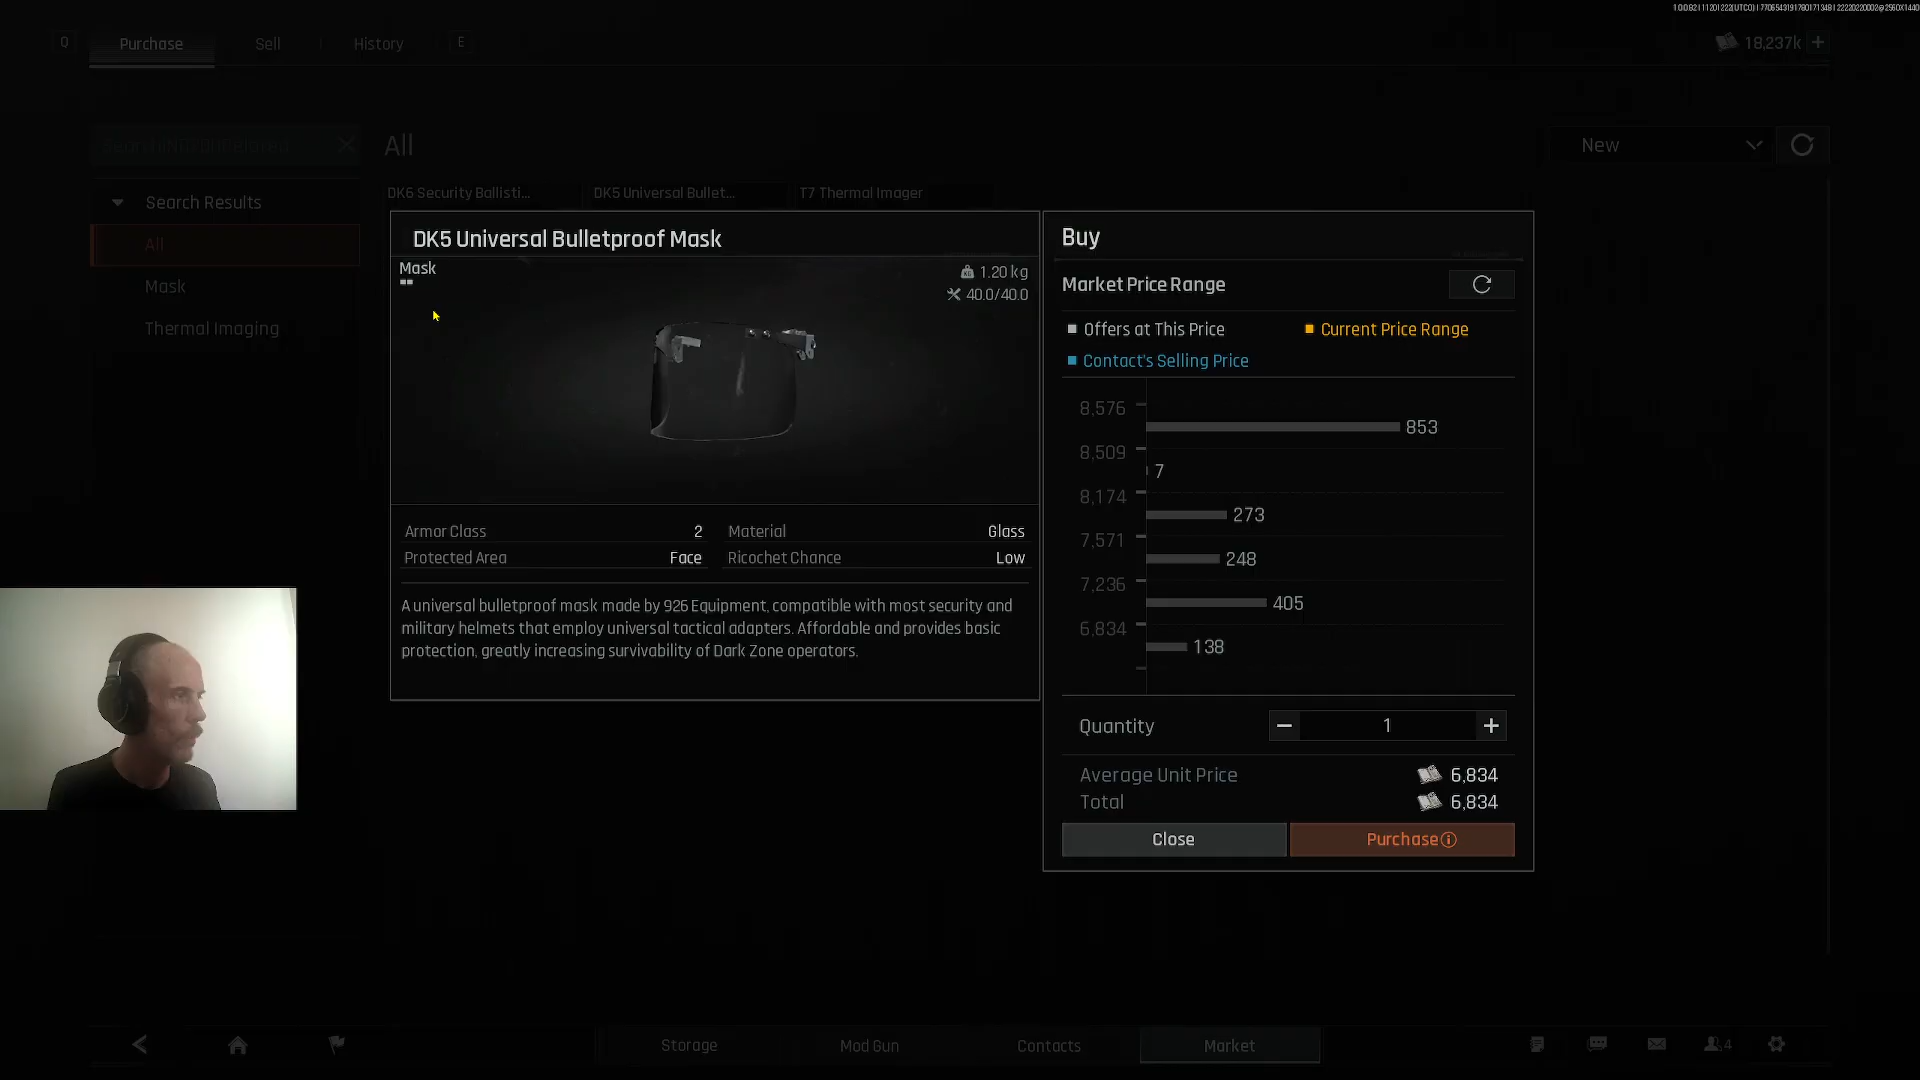 Q
Purchase
Sell
History
E
18,237k +
All
New
Search Results
All
Mask
Thermal Imaging
DK6 Security Ballisti...
DK5 Universal Bullet...
T7 Thermal Imager
DK5 Universal Bulletproof Mask
Mask
1.20 kg
40.0/40.0
Armor Class 2
Material Glass
Protected Area Face
Ricochet Chance Low
A universal bulletproof mask made by 926 Equipment, compatible with most security and
military helmets that employ universal tactical adapters. Affordable and provides basic
protection, greatly increasing survivability of Dark Zone operators.
Buy
Market Price Range
Offers at This Price
Current Price Range
Contact's Selling Price
8,576
853
8,509
7
8,174
273
7,571
248
7,236
405
6,834
138
Quantity
1
Average Unit Price 6,834
Total 6,834
Close
Purchase
Storage
Mod Gun
Contacts
Market
4